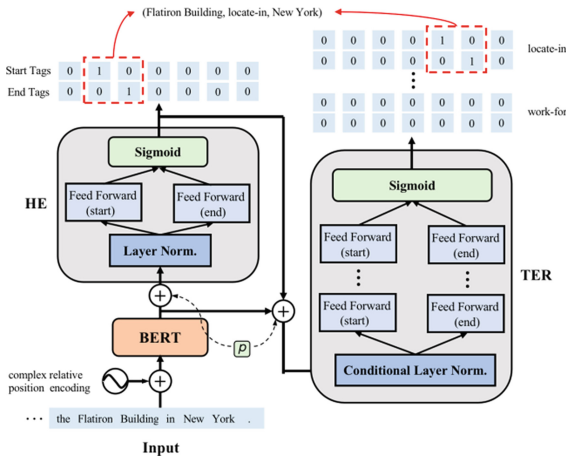 (Flatiron Building, locate-in, New York)
Start Tags 0 1 0 0 0 0 0
End Tags 0 0 1 0 0 0 0
0 0 0 0 1 0 0 locate-in
0 0 0 0 0 1 0
0 0 0 0 0 0 0 work-for
0 0 0 0 0 0 0
HE
Sigmoid
Feed Forward (start)
Feed Forward (end)
Layer Norm.
BERT
p
complex relative
position encoding
··· the Flatiron Building in New York .
Input
TER
Sigmoid
Feed Forward (start)
Feed Forward (end)
Feed Forward (start)
Feed Forward (end)
Conditional Layer Norm.